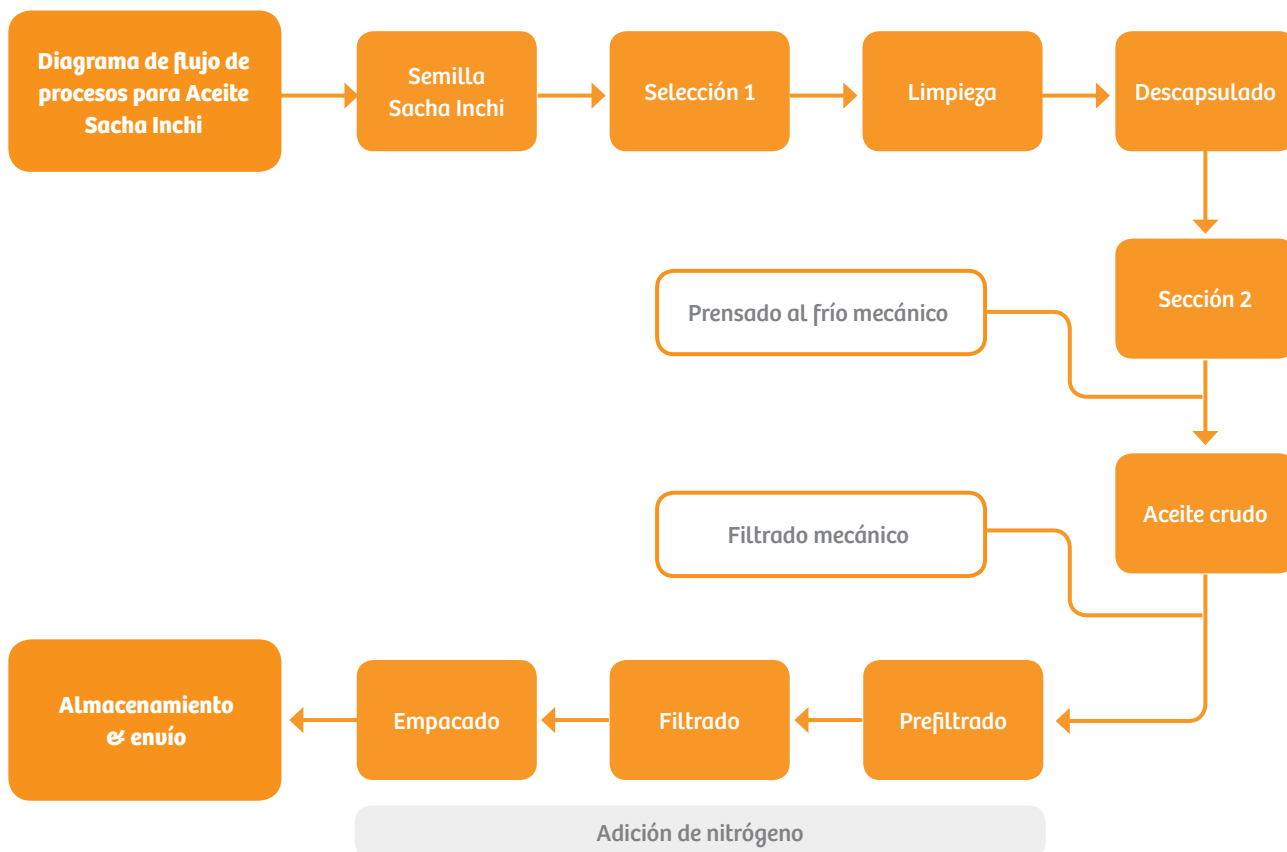 Diagrama de flujo de
procesos para Aceite
Sacha Inchi
Semilla
Sacha Inchi
Selección 1
Limpieza
Descapsulado
Sección 2
Prensado al frío mecánico
Aceite crudo
Filtrado mecánico
Prefiltrado
Filtrado
Empacado
Almacenamiento
& envío
Adición de nitrógeno